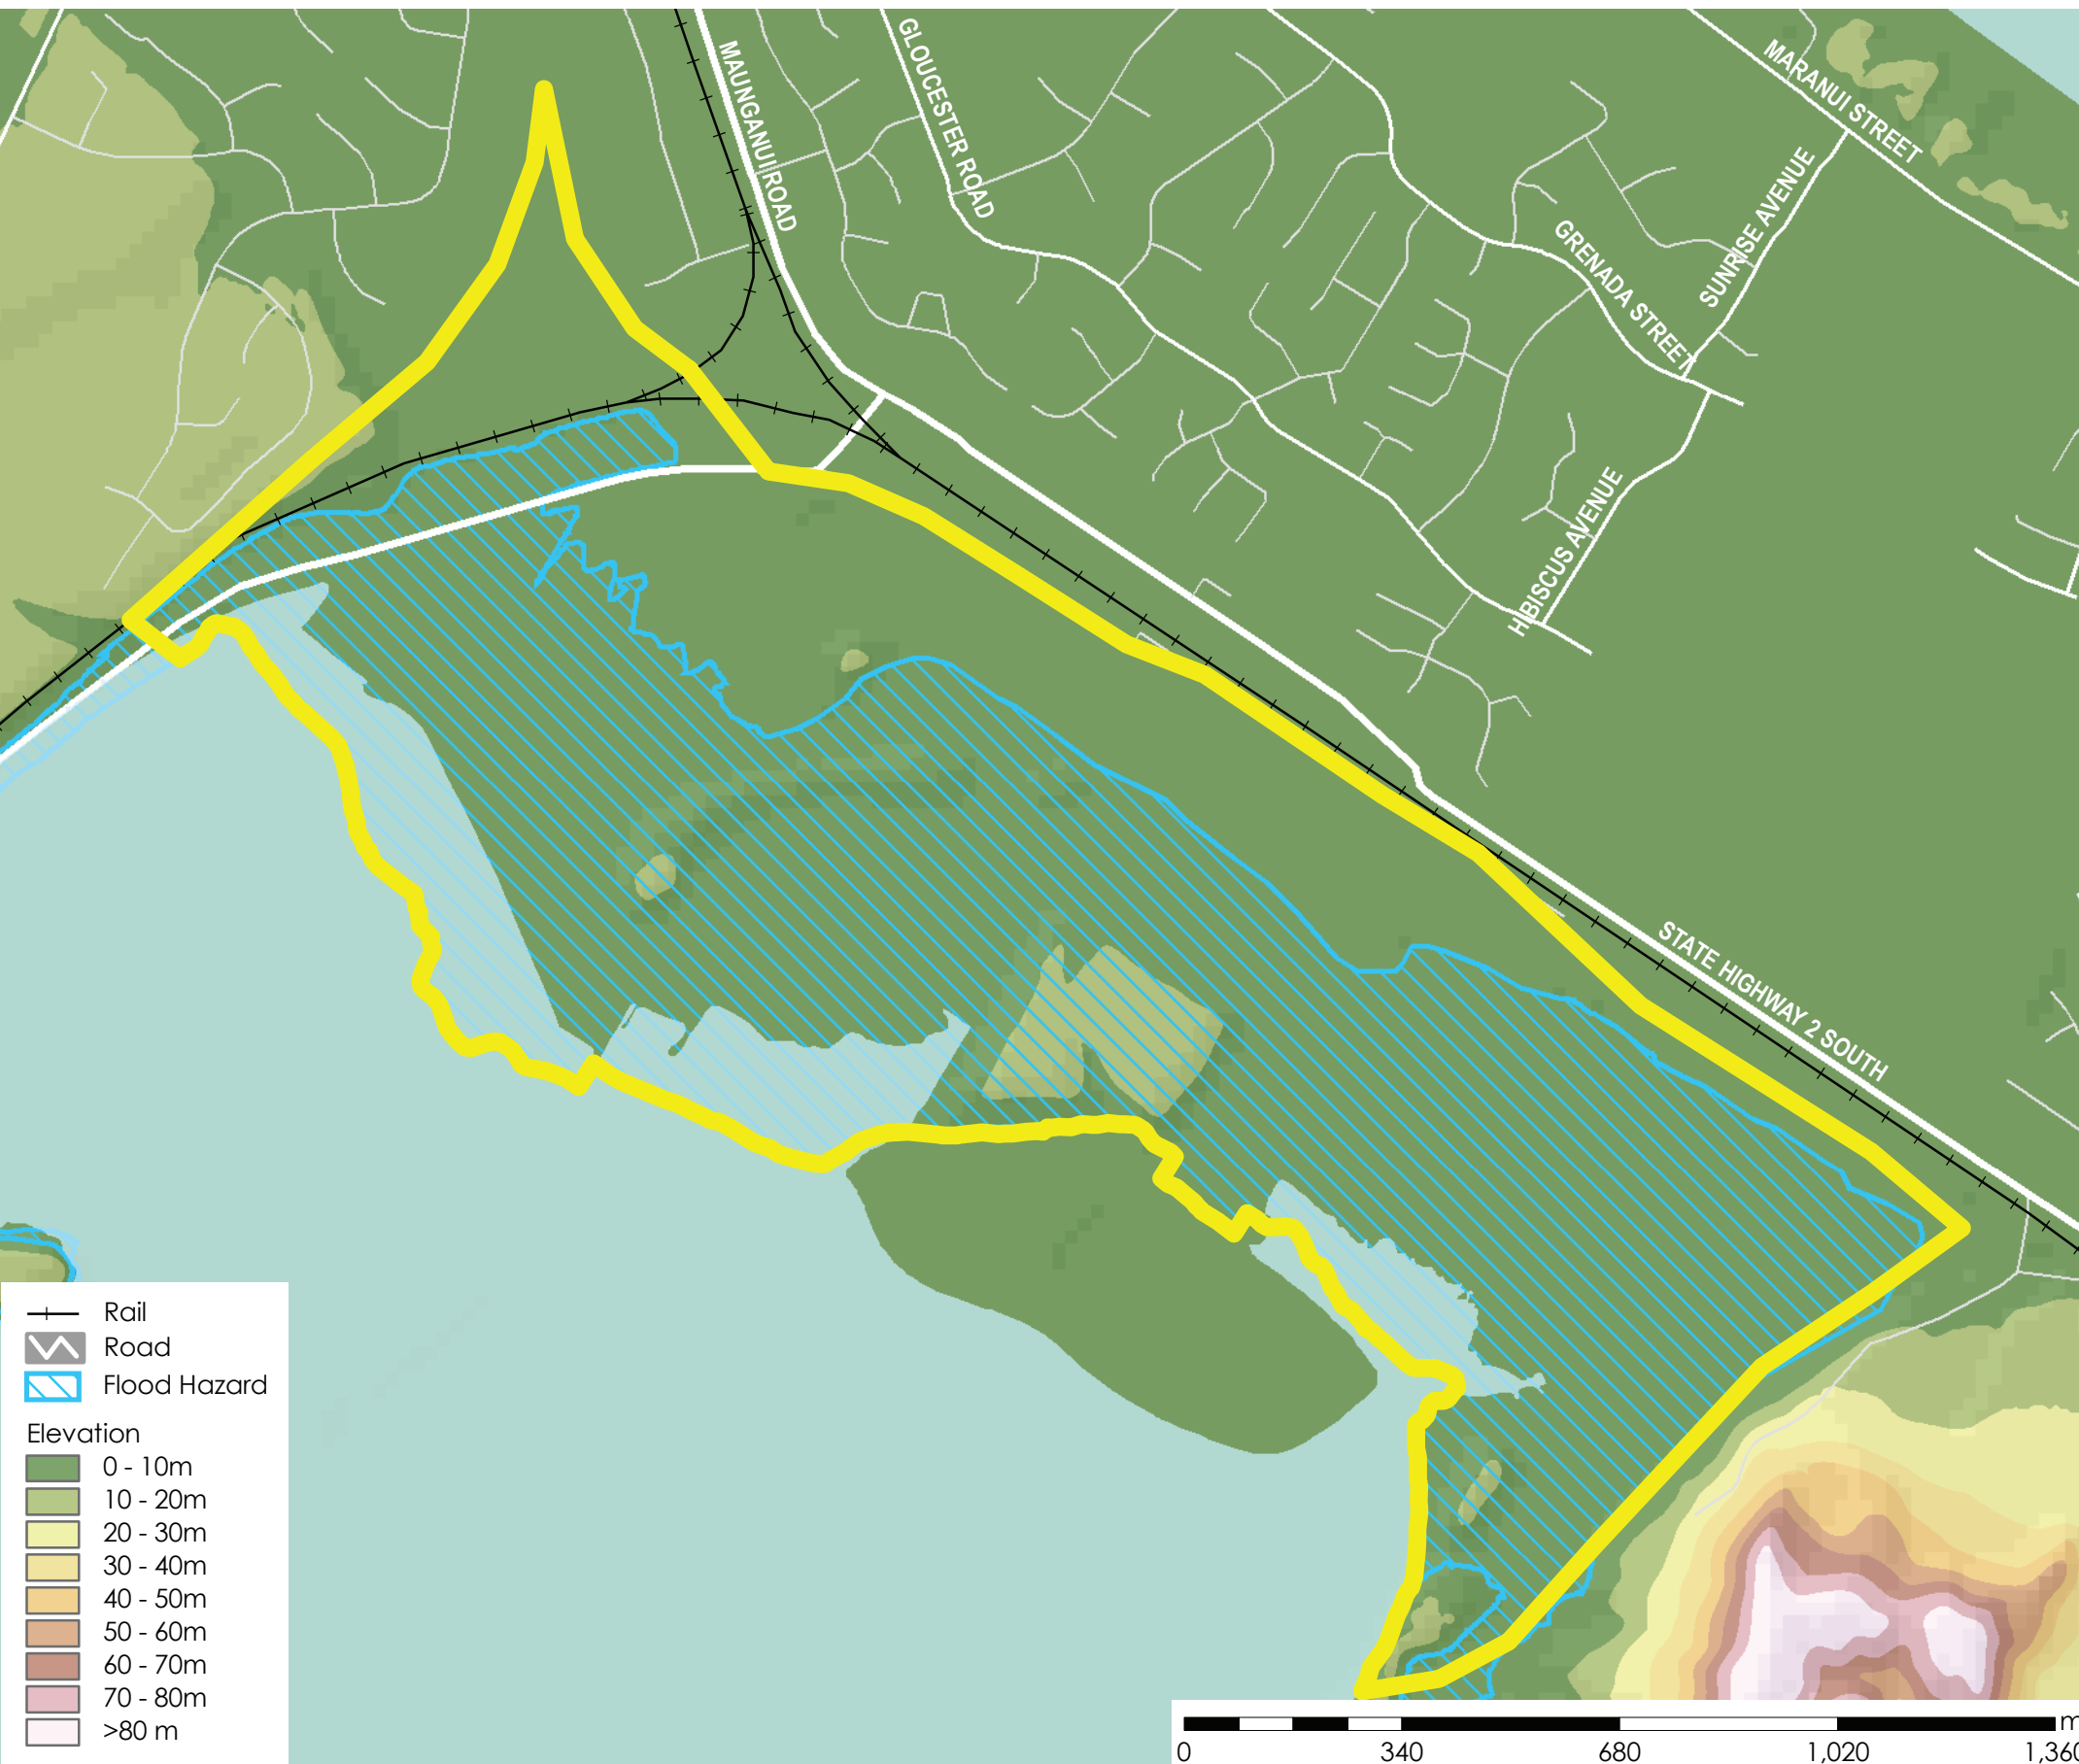 MAUNGANUI ROAD
GLOUCESTER ROAD
MARANUI STREET
SUNRISE AVENUE
GRENADA STREET
HIBISCUS AVENUE
STATE HIGHWAY 2 SOUTH
Rail
Road
Flood Hazard
Elevation
0 - 10m
10 - 20m
20 - 30m
30 - 40m
40 - 50m
50 - 60m
60 - 70m
70 - 80m
>80 m
m
0 340 680 1,020 1,360